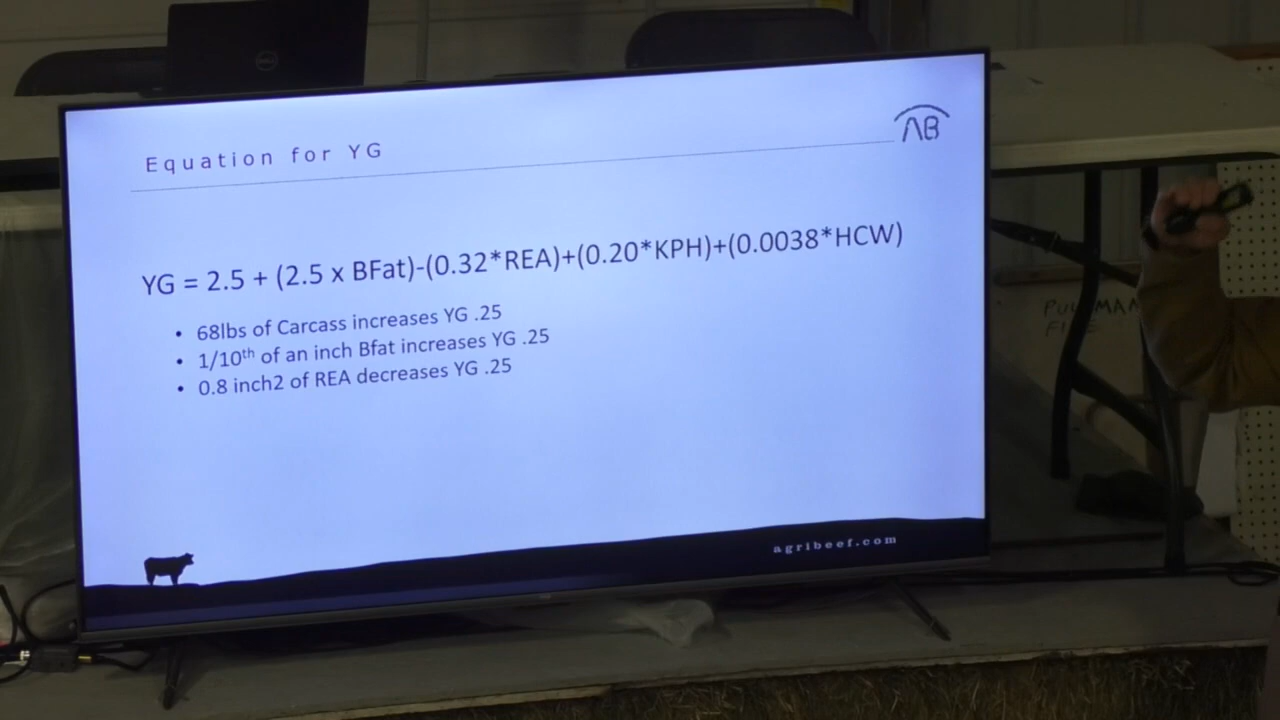 DELL
Equation for YG
AB
YG = 2.5 + (2.5 x BFat)-(0.32*REA)+(0.20*KPH)+(0.0038*HCW)
• 68lbs of Carcass increases YG .25
• 1/10th of an inch Bfat increases YG .25
• 0.8 inch2 of REA decreases YG .25
agribeef.com
PULLMAN